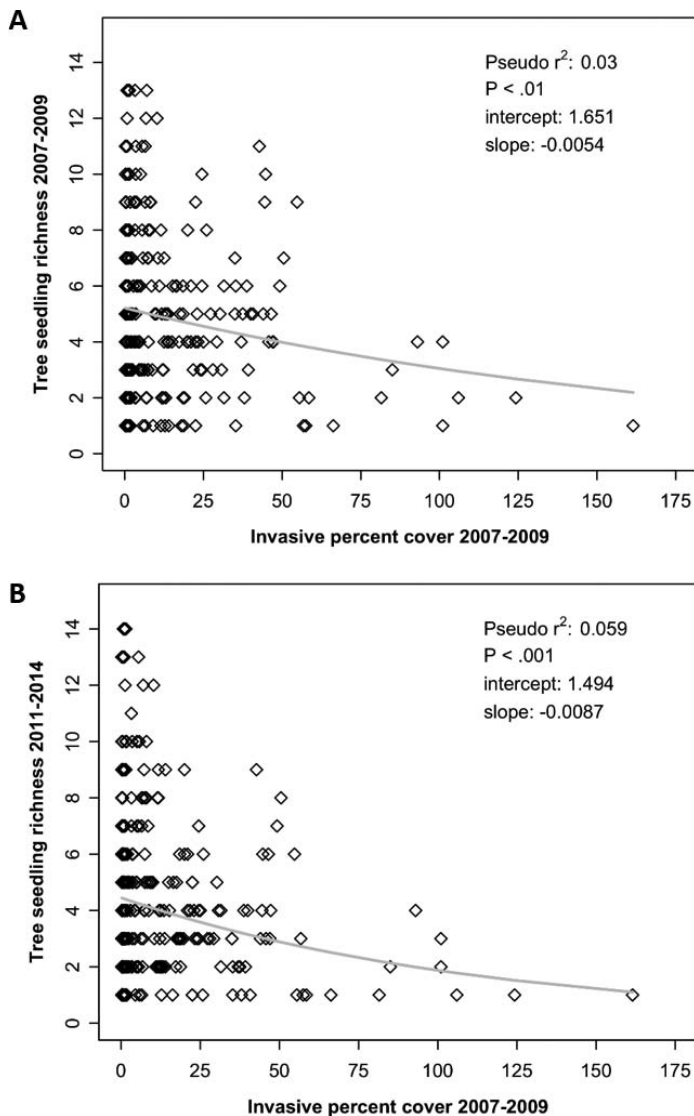 A
Pseudo r²: 0.03
P < .01
intercept: 1.651
slope: -0.0054
Tree seedling richness 2007-2009
14
12
10
8
6
4
2
0
0 25 50 75 100 125 150 175
Invasive percent cover 2007-2009
B
Pseudo r²: 0.059
P < .001
intercept: 1.494
slope: -0.0087
Tree seedling richness 2011-2014
14
12
10
8
6
4
2
0
0 25 50 75 100 125 150 175
Invasive percent cover 2007-2009